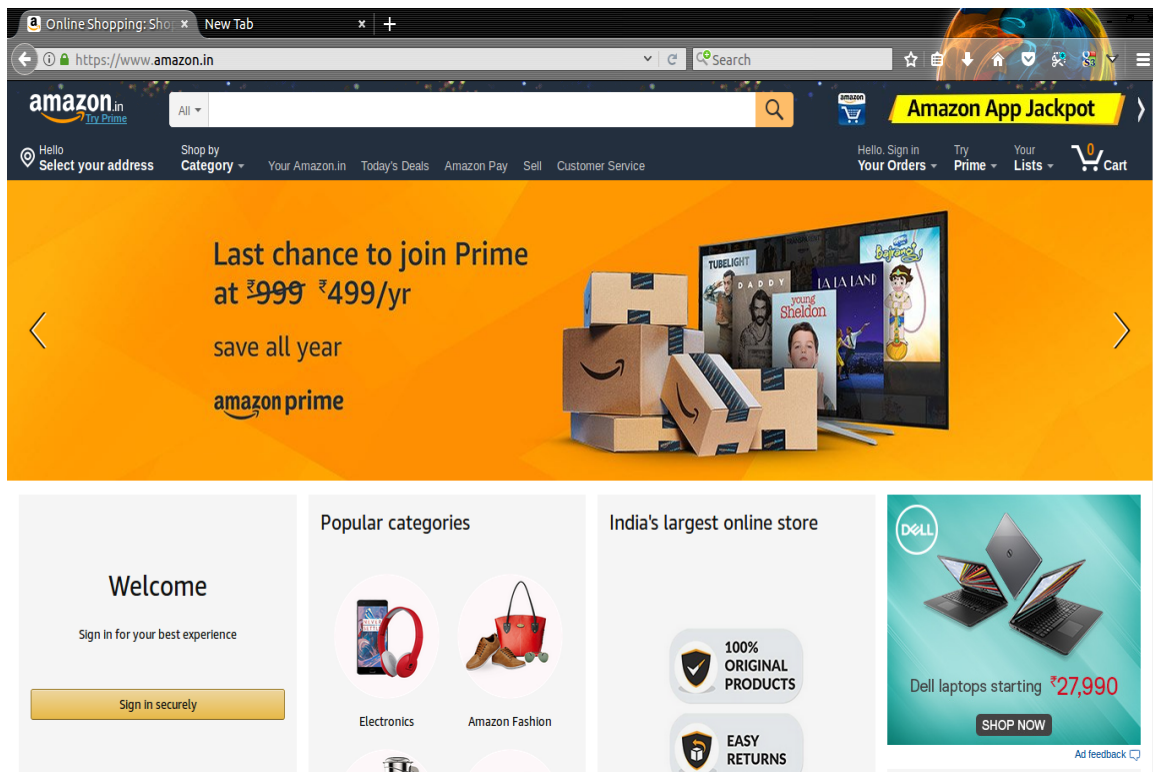 Online Shopping: Shop
New Tab
https://www.amazon.in
Search
amazon.in
Try Prime
All
amazon
Amazon App Jackpot
Hello
Select your address
Shop by
Category
Your Amazon.in
Today's Deals
Amazon Pay
Sell
Customer Service
Hello. Sign in
Your Orders
Try
Prime
Your
Lists
0
Cart
Last chance to join Prime
at ₹999 ₹499/yr
save all year
amazon prime
TUBELIGHT
DADDY
young
Sheldon
LA LA LAND
Bajrangi
Welcome
Sign in for your best experience
Sign in securely
Popular categories
Electronics
Amazon Fashion
India's largest online store
100%
ORIGINAL
PRODUCTS
EASY
RETURNS
DELL
Dell laptops starting ₹27,990
SHOP NOW
Ad feedback